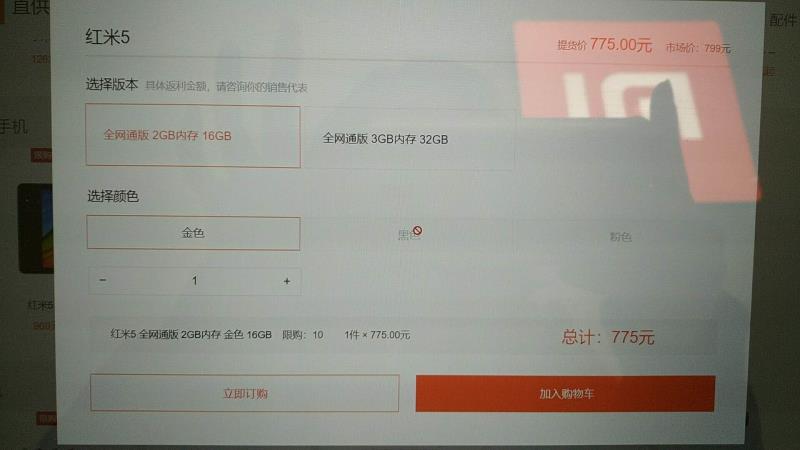 直供
配件
红米5
提货价 775.00元 市场价：799元
选择版本 具体返利金额，请咨询你的销售代表
全网通版 2GB内存 16GB
全网通版 3GB内存 32GB
手机
限购
选择颜色
金色
黑色
粉色
− 1 +
红米5
红米5 全网通版 2GB内存 金色 16GB 限购：10 1件 × 775.00元
总计：775元
立即订购
加入购物车